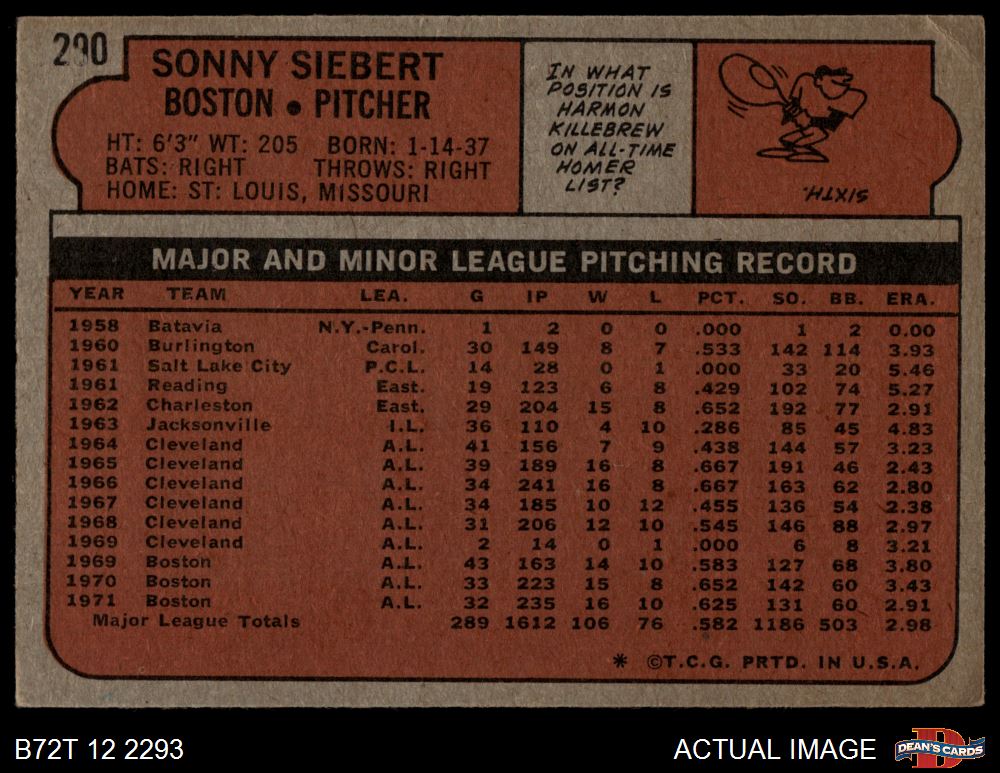 290
SONNY SIEBERT
BOSTON • PITCHER
HT: 6'3" WT: 205 BORN: 1-14-37
BATS: RIGHT THROWS: RIGHT
HOME: ST: LOUIS, MISSOURI
IN WHAT
POSITION IS
HARMON
KILLEBREW
ON ALL-TIME
HOMER
LIST?
SIXTH.
MAJOR AND MINOR LEAGUE PITCHING RECORD
YEAR TEAM LEA. G IP W L PCT. SO. BB. ERA.
1958 Batavia N.Y.-Penn. 1 2 0 0 .000 1 2 0.00
1960 Burlington Carol. 30 149 8 7 .533 142 114 3.93
1961 Salt Lake City P.C.L. 14 28 0 1 .000 33 20 5.46
1961 Reading East. 19 123 6 8 .429 102 74 5.27
1962 Charleston East. 29 204 15 8 .652 192 77 2.91
1963 Jacksonville I.L. 36 110 4 10 .286 85 45 4.83
1964 Cleveland A.L. 41 156 7 9 .438 144 57 3.23
1965 Cleveland A.L. 39 189 16 8 .667 191 46 2.43
1966 Cleveland A.L. 34 241 16 8 .667 163 62 2.80
1967 Cleveland A.L. 34 185 10 12 .455 136 54 2.38
1968 Cleveland A.L. 31 206 12 10 .545 146 88 2.97
1969 Cleveland A.L. 2 14 0 1 .000 6 8 3.21
1969 Boston A.L. 43 163 14 10 .583 127 68 3.80
1970 Boston A.L. 33 223 15 8 .652 142 60 3.43
1971 Boston A.L. 32 235 16 10 .625 131 60 2.91
Major League Totals 289 1612 106 76 .582 1186 503 2.98
* ©T.C.G. PRTD. IN U.S.A.
B72T 12 2293
ACTUAL IMAGE
DEAN'S CARDS